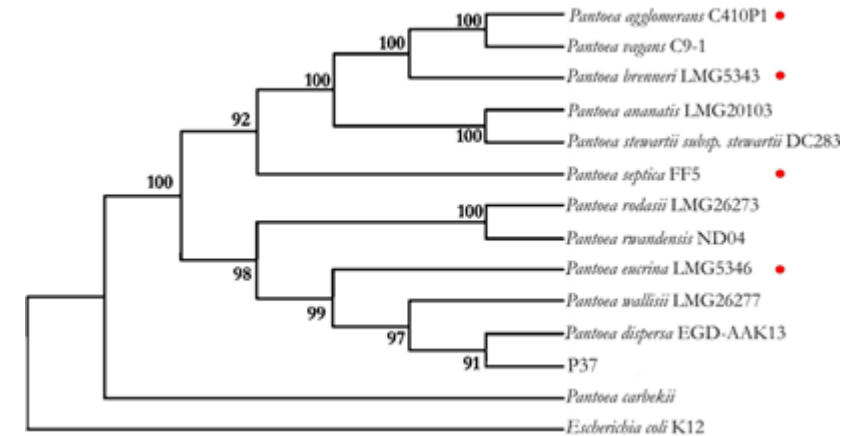 100 Pantoea agglomerans C410P1
100 Pantoea vagans C9-1
100 Pantoea brenneri LMG5343
Pantoea ananatis LMG20103
92 100 Pantoea stewartii subsp. stewartii DC283
100 Pantoea septica FF5
100 Pantoea rodasii LMG26273
Pantoea rwandensis ND04
98 Pantoea eucrina LMG5346
99 Pantoea wallisii LMG26277
97 Pantoea dispersa EGD-AAK13
91 P37
Pantoea carbekii
Escherichia coli K12